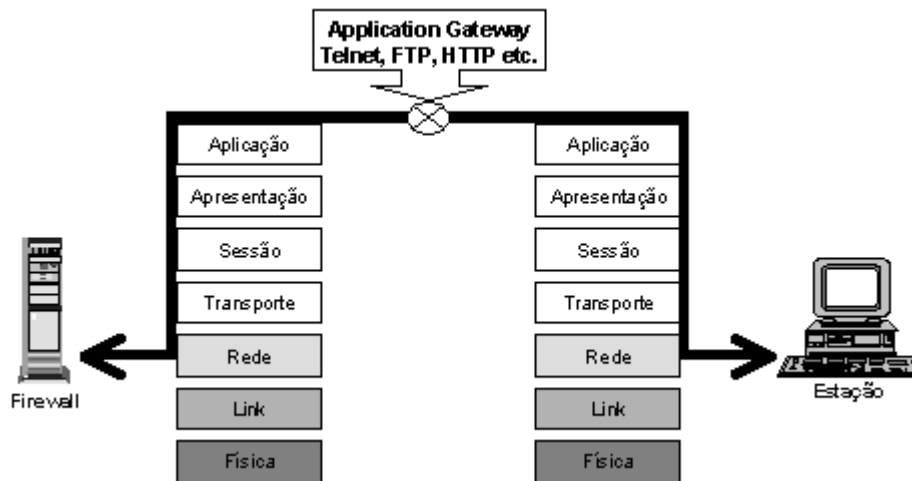 Application Gateway
Telnet, FTP, HTTP etc.
Aplicação
Aplicação
Apresentação
Apresentação
Sessão
Sessão
Transporte
Transporte
Rede
Rede
Firewall
Estação
Link
Link
Física
Física